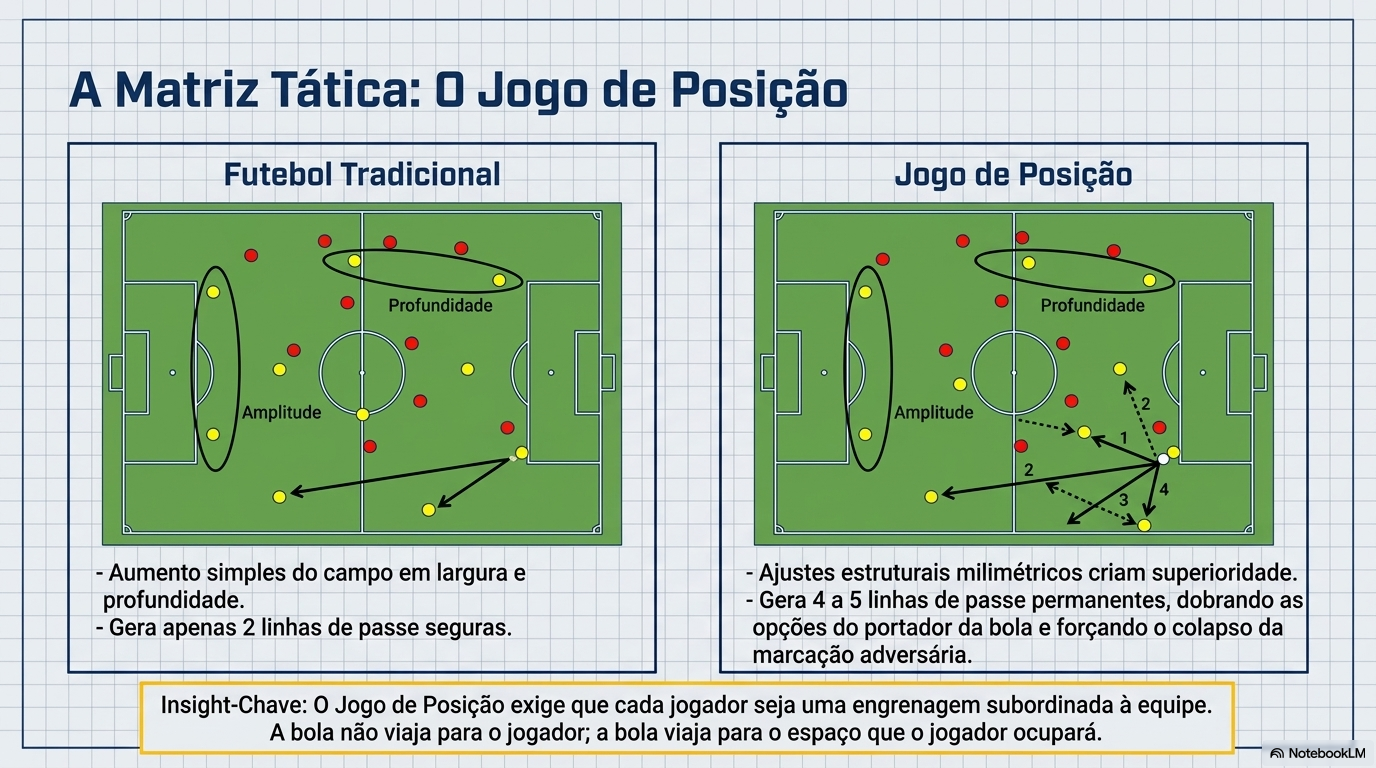 A Matriz Tática: O Jogo de Posição
Futebol Tradicional
Profundidade
Amplitude
- Aumento simples do campo em largura e
profundidade.
- Gera apenas 2 linhas de passe seguras.
Jogo de Posição
Profundidade
Amplitude
2
1
2
3
4
- Ajustes estruturais milimétricos criam superioridade.
- Gera 4 a 5 linhas de passe permanentes, dobrando as
opções do portador da bola e forçando o colapso da
marcação adversária.
Insight-Chave: O Jogo de Posição exige que cada jogador seja uma engrenagem subordinada à equipe.
A bola não viaja para o jogador; a bola viaja para o espaço que o jogador ocupará.
NotebookLM